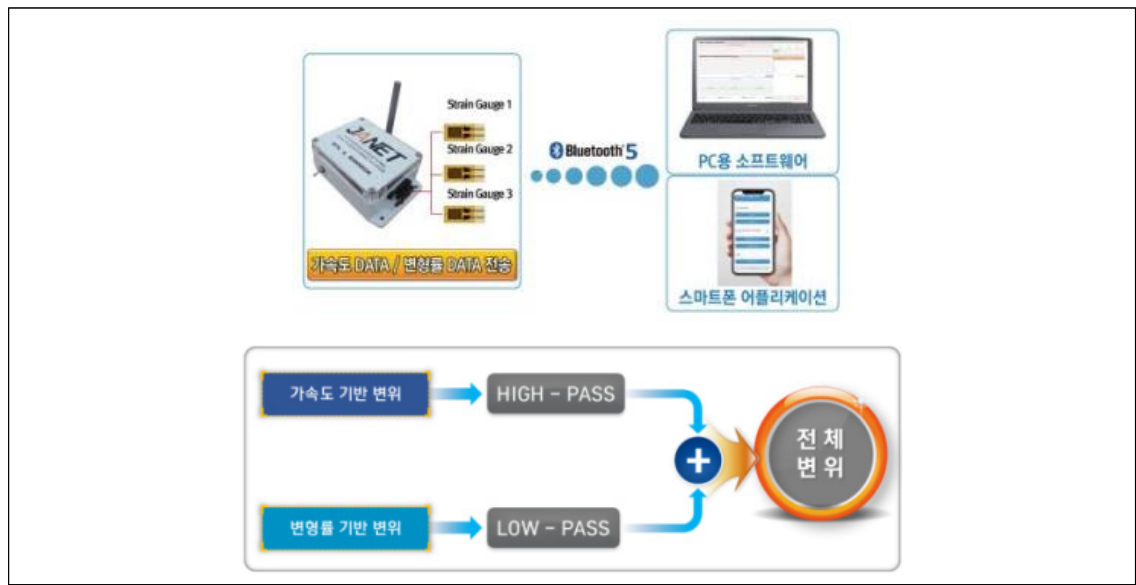 Strain Gauge 1
JANET
Strain Gauge 2
Strain Gauge 3
가속도 DATA / 변형률 DATA 전송
Bluetooth 5
PC용 소프트웨어
스마트폰 어플리케이션
가속도 기반 변위
HIGH - PASS
전 체
변 위
변형률 기반 변위
LOW - PASS